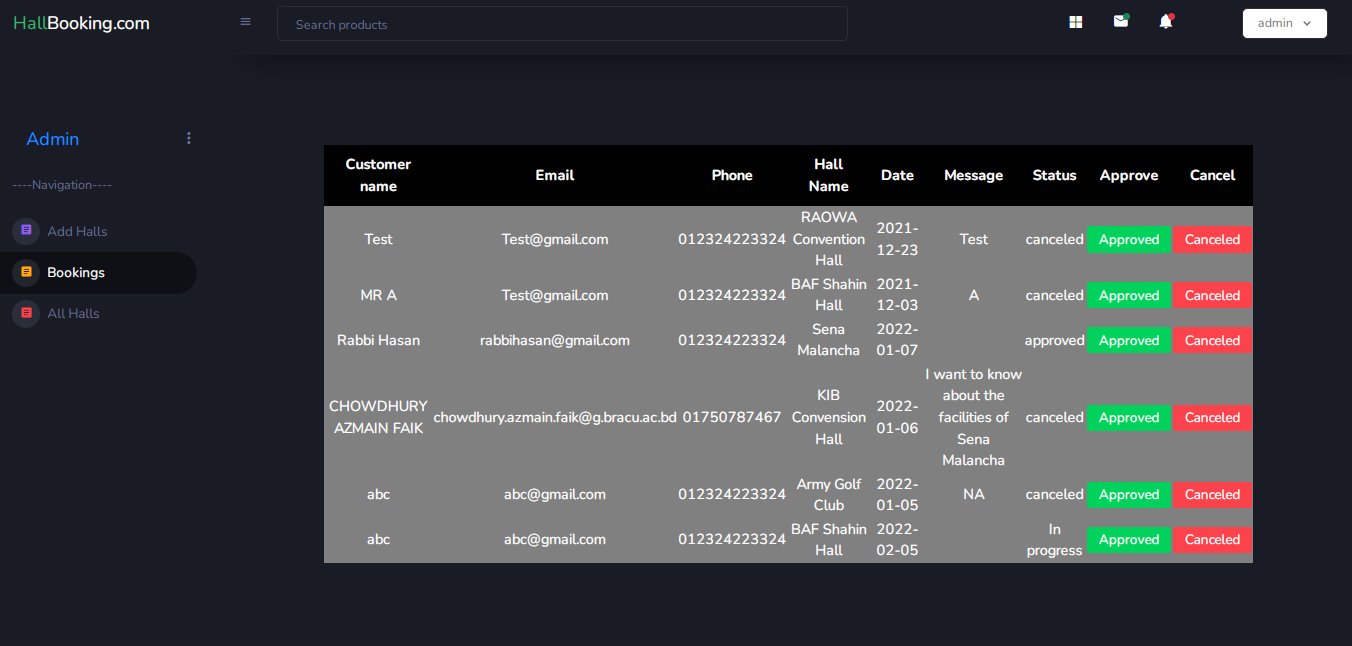 HallBooking.com
Search products
admin
Admin
----Navigation----
Add Halls
Bookings
All Halls
Customer name Email Phone Hall Name Date Message Status Approve Cancel
Test Test@gmail.com 012324223324 RAOWA Convention Hall 2021-12-23 Test canceled Approved Canceled
MR A Test@gmail.com 012324223324 BAF Shahin Hall 2021-12-03 A canceled Approved Canceled
Rabbi Hasan rabbihasan@gmail.com 012324223324 Sena Malancha 2022-01-07 approved Approved Canceled
CHOWDHURY AZMAIN FAIK chowdhury.azmain.faik@g.bracu.ac.bd 01750787467 KIB Convension Hall 2022-01-06 I want to know about the facilities of Sena Malancha canceled Approved Canceled
abc abc@gmail.com 012324223324 Army Golf Club 2022-01-05 NA canceled Approved Canceled
abc abc@gmail.com 012324223324 BAF Shahin Hall 2022-02-05 In progress Approved Canceled